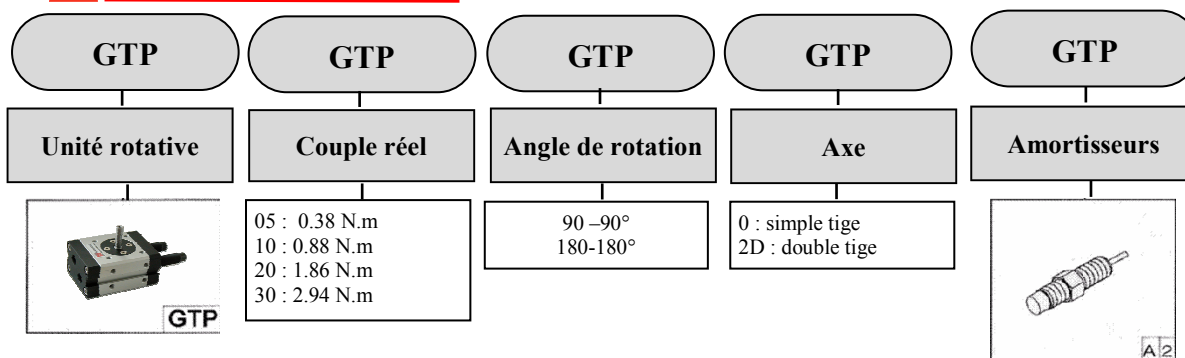 GTP
GTP
GTP
GTP
GTP
Unité rotative
Couple réel
Angle de rotation
Axe
Amortisseurs
GTP
05 : 0.38 N.m
10 : 0.88 N.m
20 : 1.86 N.m
30 : 2.94 N.m
90 –90°
180-180°
0 : simple tige
2D : double tige
A 2